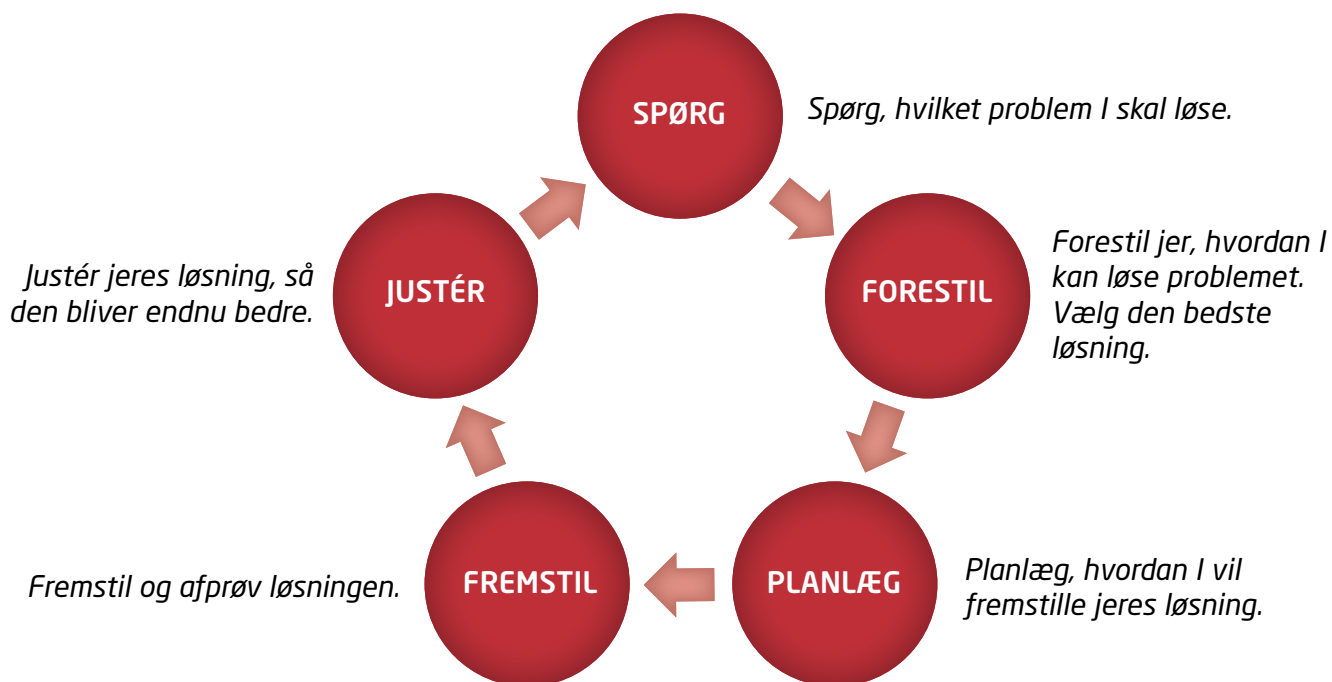 SPØRG
Spørg, hvilket problem I skal løse.
FORESTIL
Forestil jer, hvordan I
kan løse problemet.
Vælg den bedste
løsning.
PLANLÆG
Planlæg, hvordan I vil
fremstille jeres løsning.
FREMSTIL
Fremstil og afprøv løsningen.
JUSTÉR
Justér jeres løsning, så
den bliver endnu bedre.